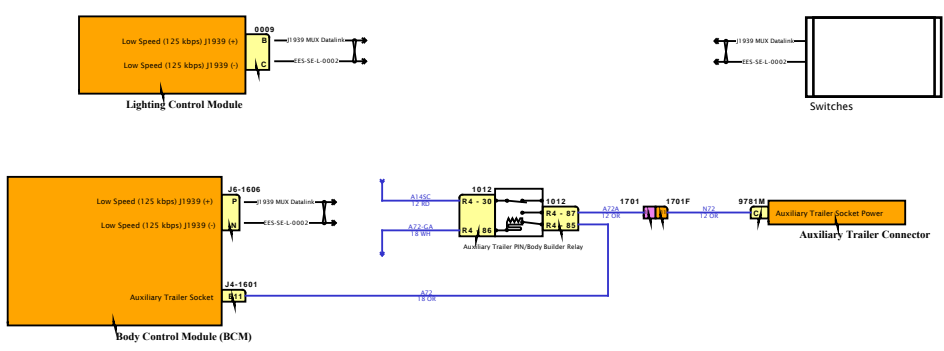 0009
Low Speed (125 kbps) J1939 (+)
B
J1939 MUX Datalink
Low Speed (125 kbps) J1939 (-)
C
EES-SE-L-0002
Lighting Control Module
J1939 MUX Datalink
EES-SE-L-0002
Switches
J6-1606
Low Speed (125 kbps) J1939 (+)
P
J1939 MUX Datalink
Low Speed (125 kbps) J1939 (-)
N
EES-SE-L-0002
J4-1601
Auxiliary Trailer Socket
B11
A72
18 OR
Body Control Module (BCM)
A14SC
12 RD
A72-GA
18 WH
1012
R4 - 30
R4 - 86
1012
R4 - 87
R4 - 85
Auxiliary Trailer PIN/Body Builder Relay
A72A
12 OR
1701
1701F
N72
12 OR
9781M
C
Auxiliary Trailer Socket Power
Auxiliary Trailer Connector